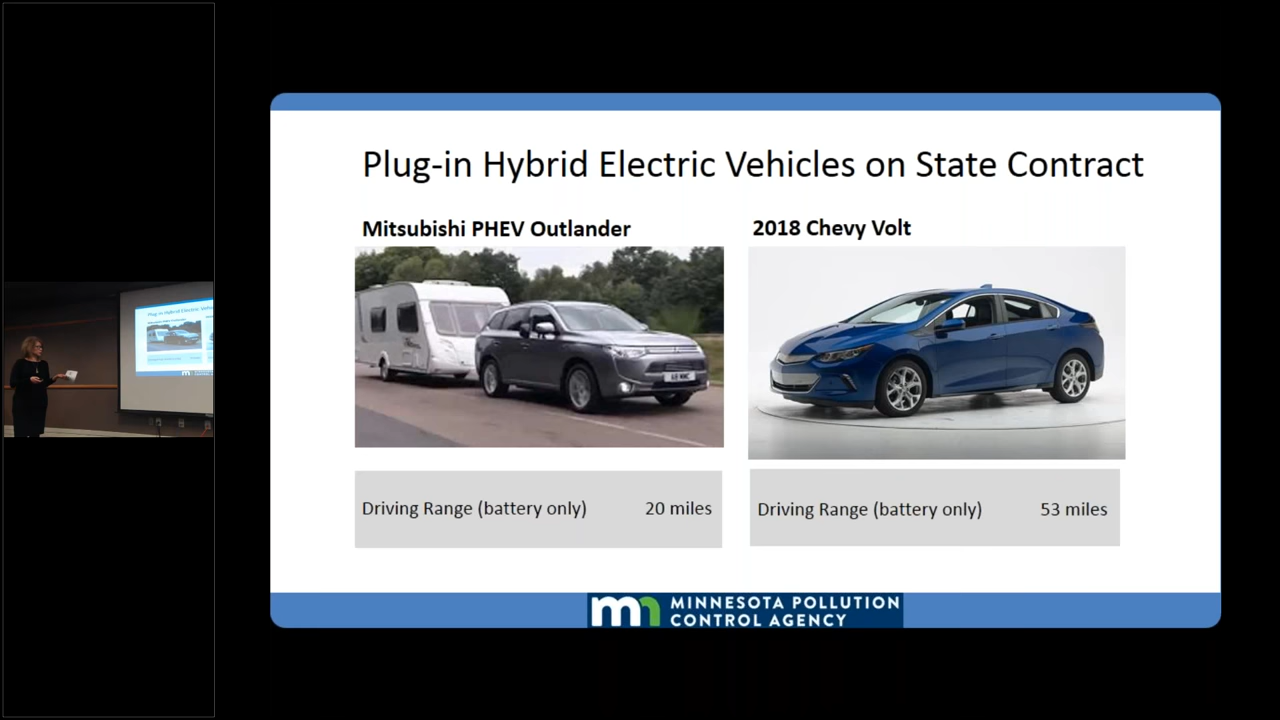 Plug-in Hybrid Electric Vehicles on State Contract
Mitsubishi PHEV Outlander
2018 Chevy Volt
Driving Range (battery only) 20 miles
Driving Range (battery only) 53 miles
MINNESOTA POLLUTION
CONTROL AGENCY